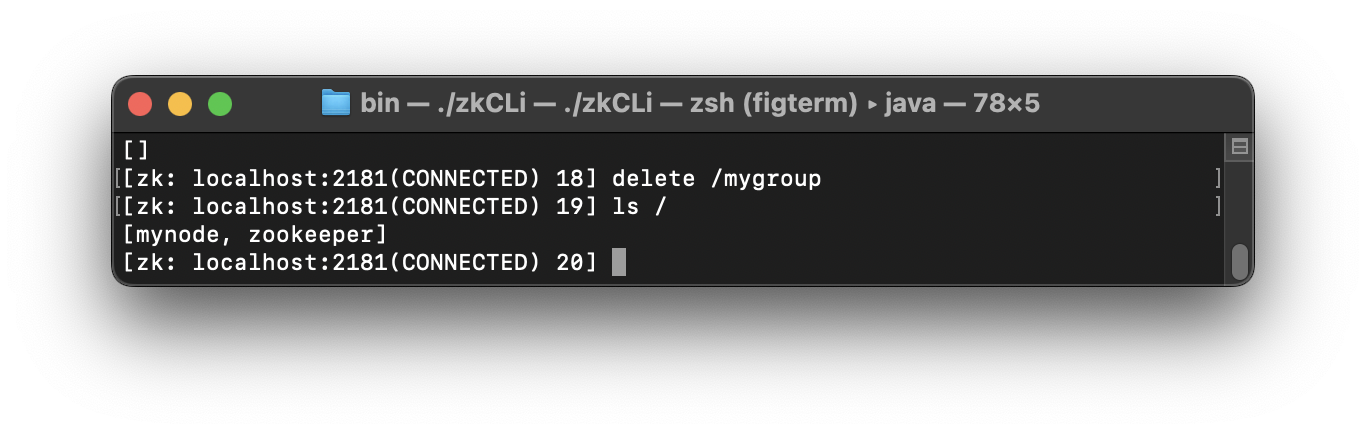 bin — ./zkCLi — ./zkCLi — zsh (figterm) ▸ java — 78×5
[]
[[zk: localhost:2181(CONNECTED) 18] delete /mygroup ]
[[zk: localhost:2181(CONNECTED) 19] ls / ]
[mynode, zookeeper]
[zk: localhost:2181(CONNECTED) 20]